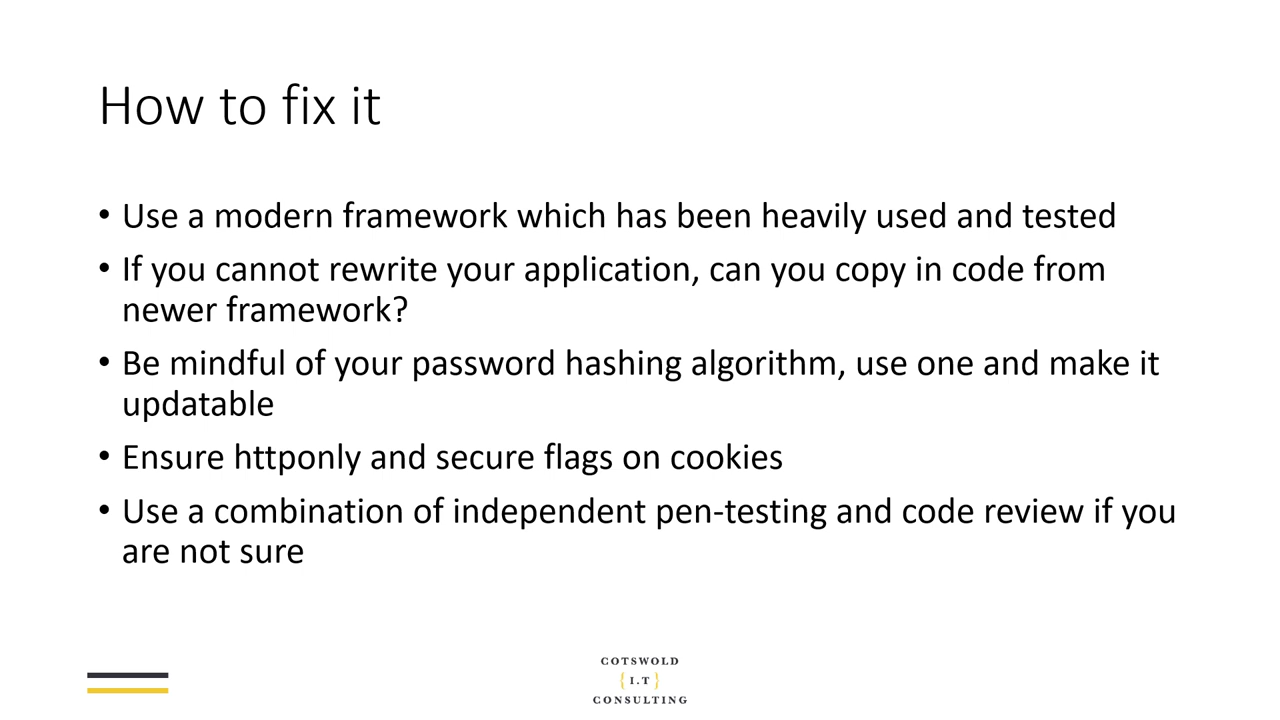 How to fix it
• Use a modern framework which has been heavily used and tested
• If you cannot rewrite your application, can you copy in code from
newer framework?
• Be mindful of your password hashing algorithm, use one and make it
updatable
• Ensure httponly and secure flags on cookies
• Use a combination of independent pen-testing and code review if you
are not sure
COTSWOLD
{ I.T }
CONSULTING